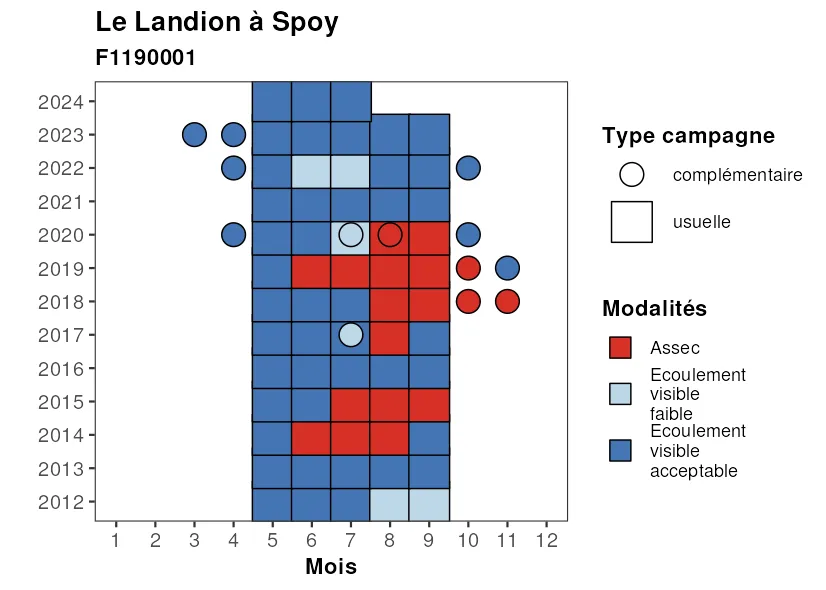 Le Landion à Spoy
F1190001
2024
2023
2022
2021
2020
2019
2018
2017
2016
2015
2014
2013
2012
1 2 3 4 5 6 7 8 9 10 11 12
Mois
Type campagne
complémentaire
usuelle
Modalités
Assec
Ecoulement
visible
faible
Ecoulement
visible
acceptable